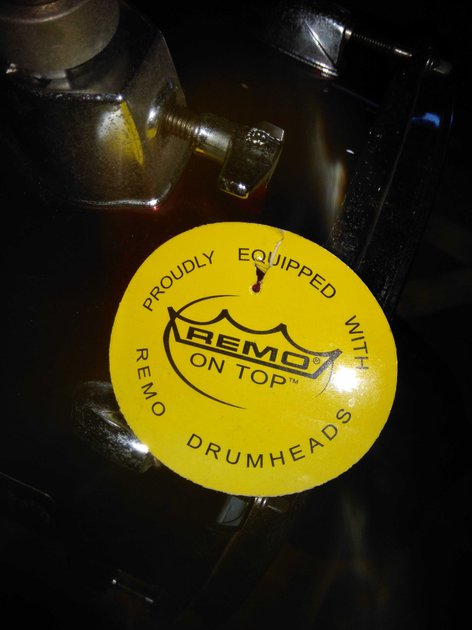 PROUDLY EQUIPPED WITH
REMO®
ON TOP™
REMO DRUMHEADS